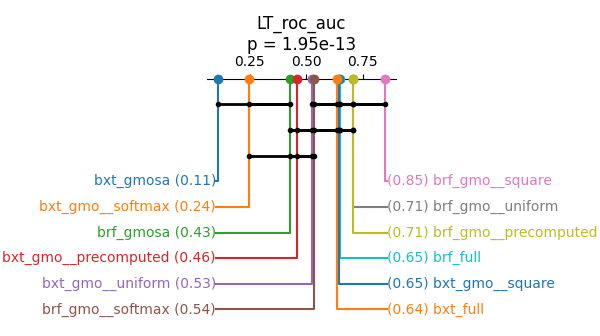 LT_roc_auc
p = 1.95e-13
0.25 0.50 0.75
bxt_gmosa (0.11)
(0.85) brf_gmo__square
bxt_gmo__softmax (0.24)
(0.71) brf_gmo__uniform
brf_gmosa (0.43)
(0.71) brf_gmo__precomputed
bxt_gmo__precomputed (0.46)
(0.65) brf_full
bxt_gmo__uniform (0.53)
(0.65) bxt_gmo__square
brf_gmo__softmax (0.54)
(0.64) bxt_full